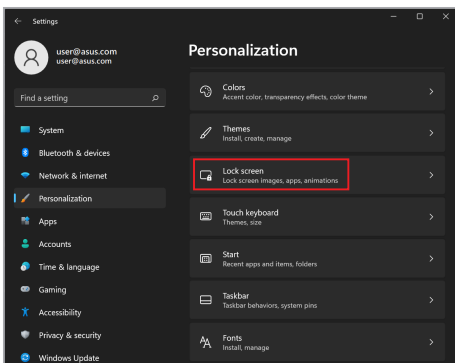 Settings
user@asus.com
user@asus.com
Find a setting
System
Bluetooth & devices
Network & internet
Personalization
Apps
Accounts
Time & language
Gaming
Accessibility
Privacy & security
Windows Update
Personalization
Colors
Accent color, transparency effects, color theme
Themes
Install, create, manage
Lock screen
Lock screen images, apps, animations
Touch keyboard
Themes, size
Start
Recent apps and items, folders
Taskbar
Taskbar behaviors, system pins
Fonts
Install, manage